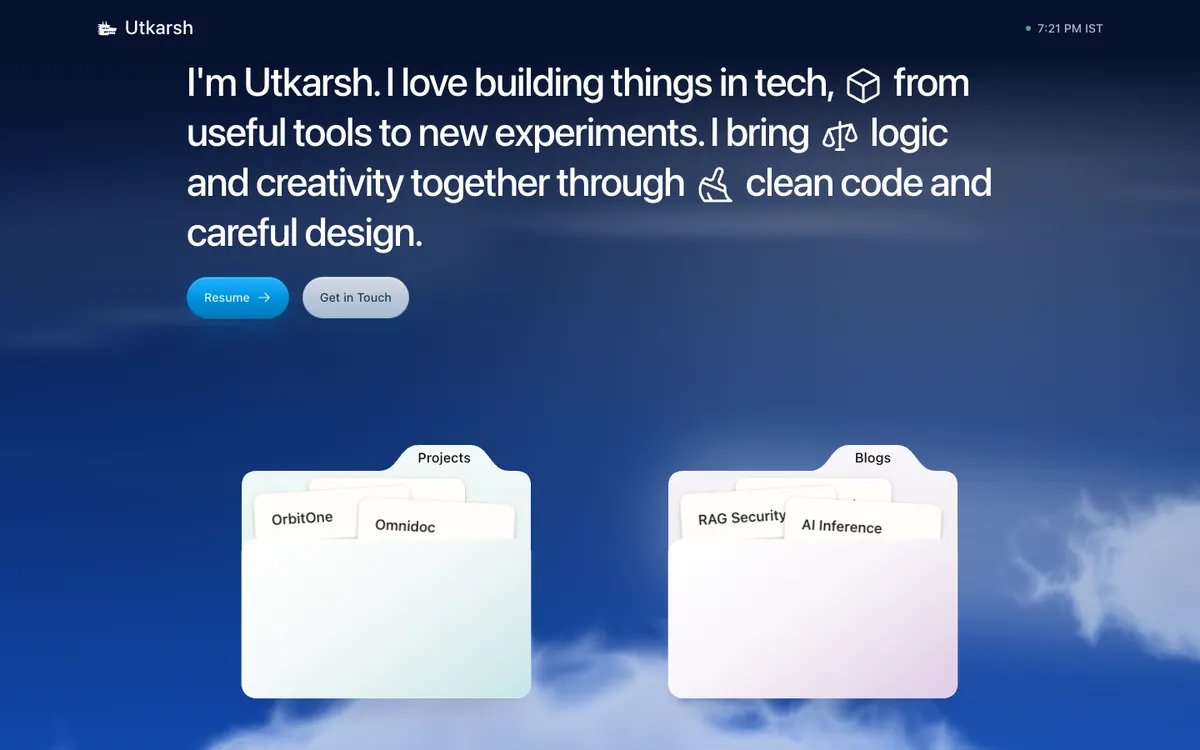 Utkarsh
7:21 PM IST
I'm Utkarsh. I love building things in tech, from
useful tools to new experiments. I bring logic
and creativity together through clean code and
careful design.
Resume
Get in Touch
Projects
OrbitOne
Omnidoc
Blogs
RAG Security
AI Inference